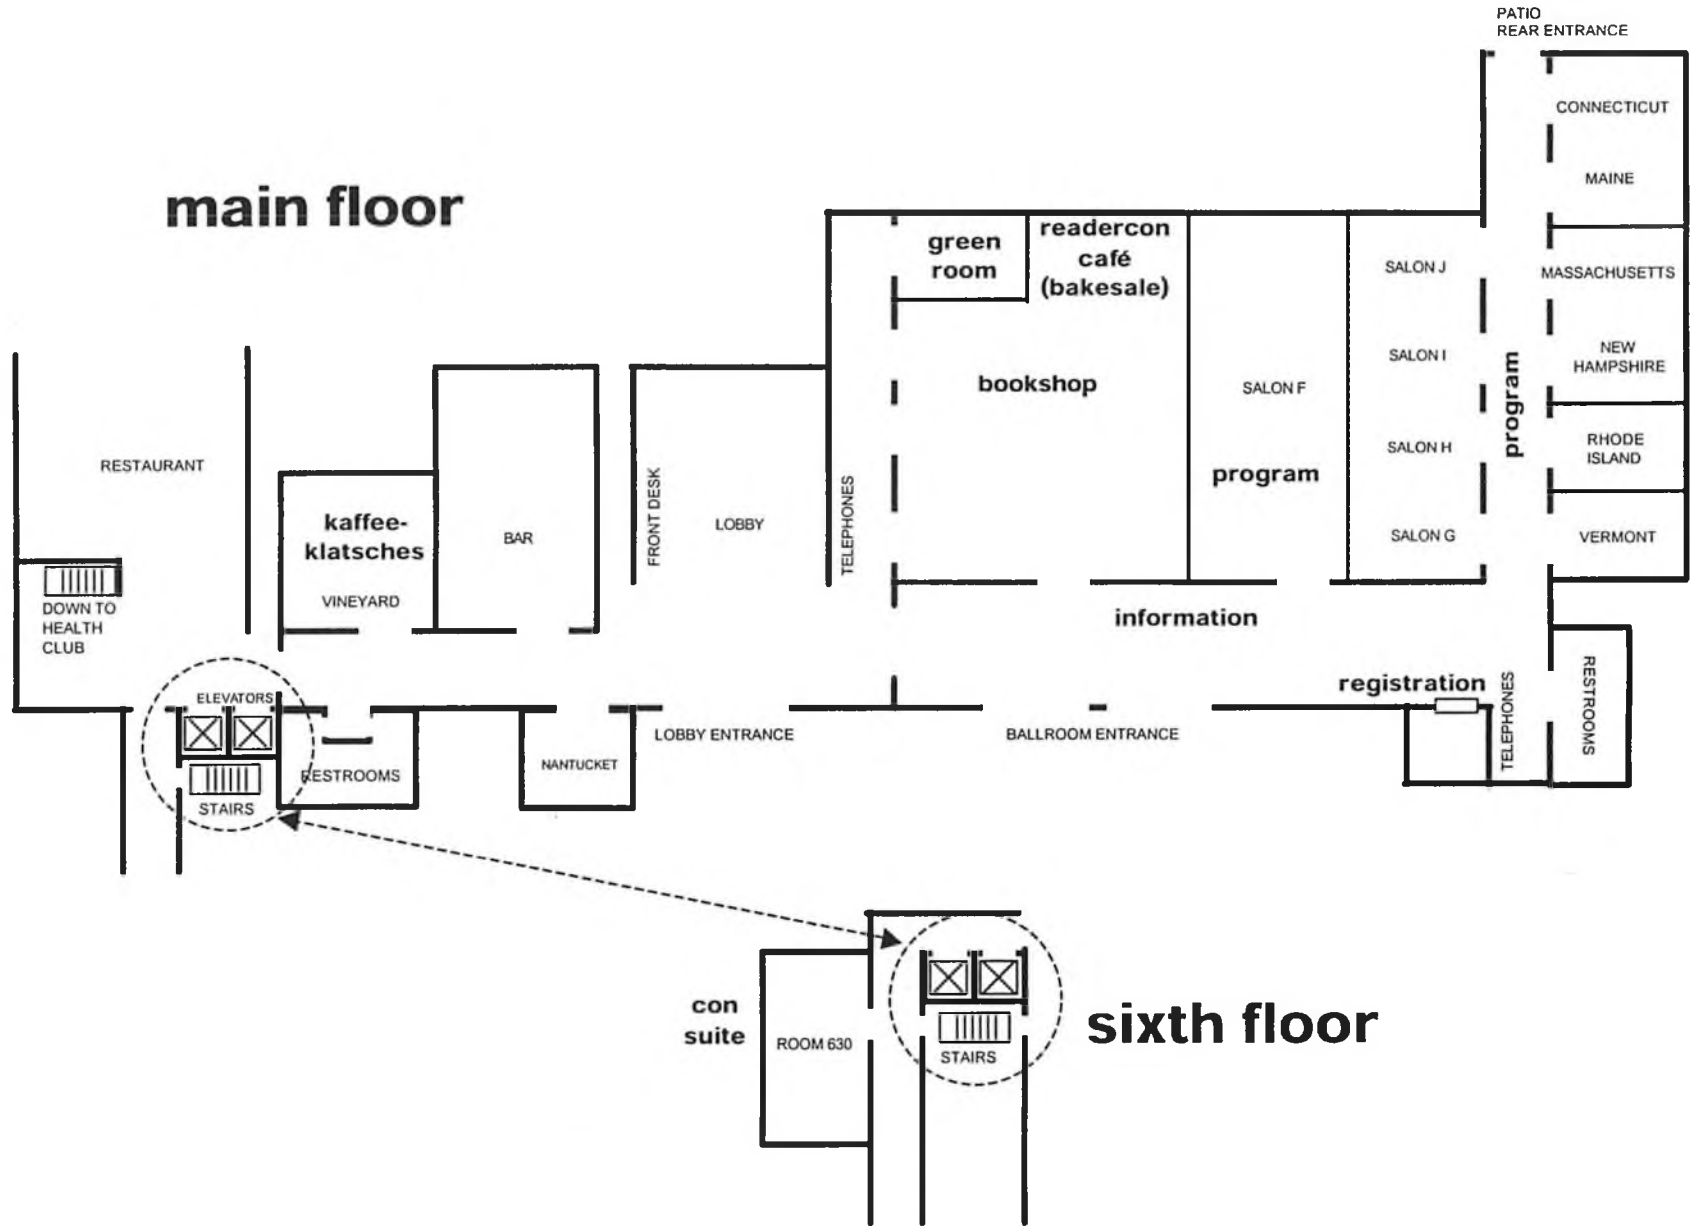 PATIO
REAR ENTRANCE
CONNECTICUT
MAINE
main floor
green
room
readercon
café
(bakesale)
SALON J
MASSACHUSETTS
bookshop
SALON F
SALON I
program
NEW
HAMPSHIRE
RESTAURANT
kaffee-
klatsches
VINEYARD
BAR
FRONT DESK
LOBBY
TELEPHONES
program
SALON H
RHODE
ISLAND
SALON G
VERMONT
DOWN TO
HEALTH
CLUB
information
ELEVATORS
registration
TELEPHONES
RESTROOMS
LOBBY ENTRANCE
BALLROOM ENTRANCE
NANTUCKET
RESTROOMS
STAIRS
con
suite
ROOM 630
STAIRS
sixth floor